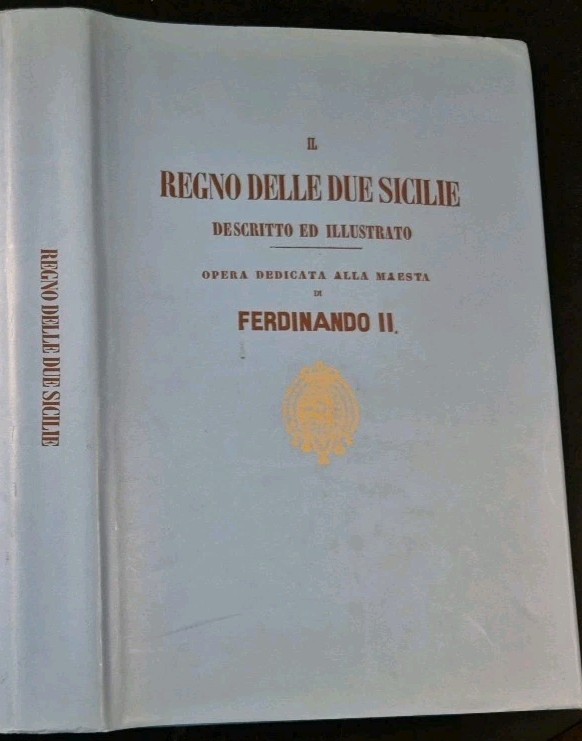 REGNO DELLE DUE SICILIE
IL
REGNO DELLE DUE SICILIE
DESCRITTO ED ILLUSTRATO
OPERA DEDICATA ALLA MAESTA
DI
FERDINANDO II.